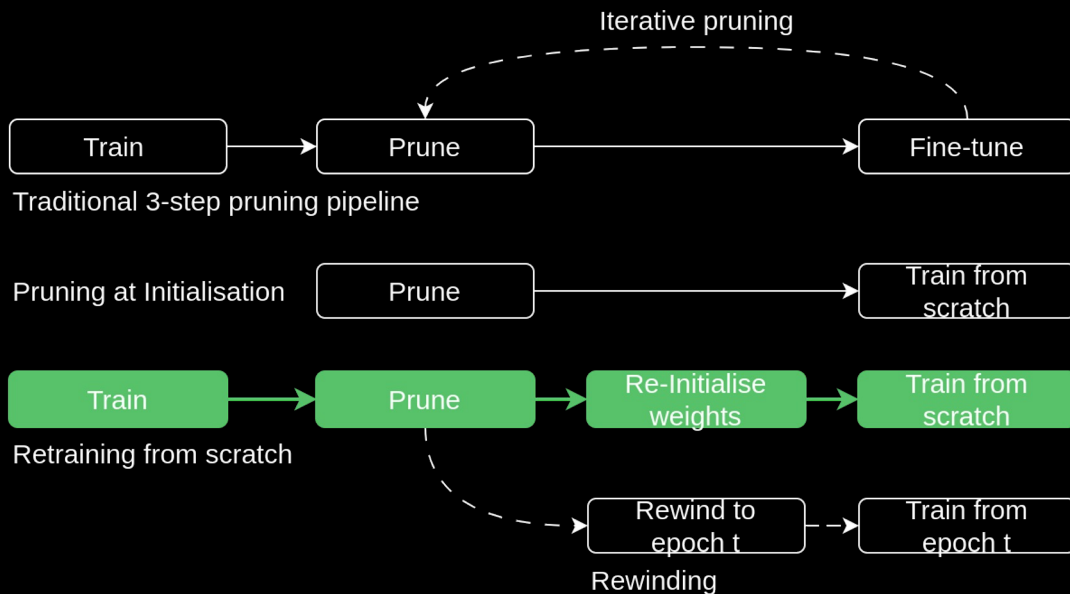 Iterative pruning
Train
Prune
Fine-tune
Traditional 3-step pruning pipeline
Pruning at Initialisation
Prune
Train from
scratch
Train
Prune
Re-Initialise
weights
Train from
scratch
Retraining from scratch
Rewind to
epoch t
Train from
epoch t
Rewinding